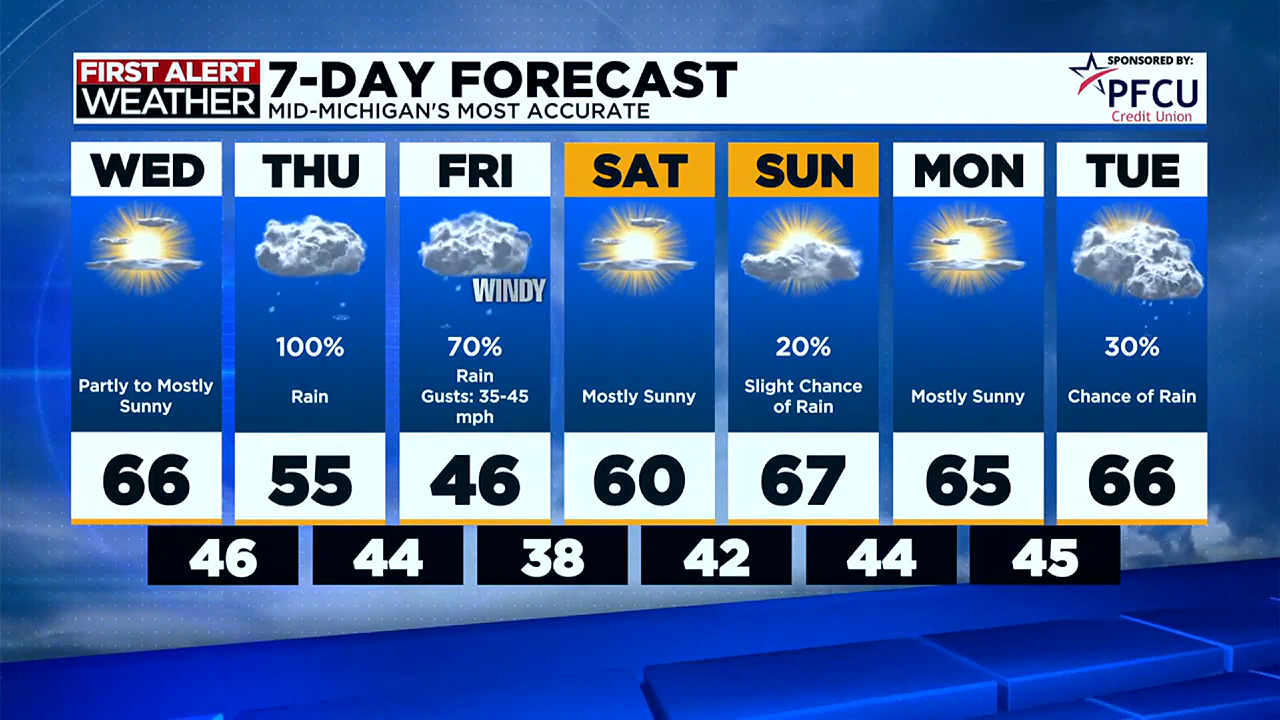 FIRST ALERT
WEATHER
7-DAY FORECAST
MID-MICHIGAN'S MOST ACCURATE
SPONSORED BY:
PFCU
Credit Union
WED
THU
FRI
SAT
SUN
MON
TUE
WINDY
100%
70%
20%
30%
Partly to Mostly
Sunny
Rain
Rain
Gusts: 35-45
mph
Mostly Sunny
Slight Chance
of Rain
Mostly Sunny
Chance of Rain
66
55
46
60
67
65
66
46
44
38
42
44
45